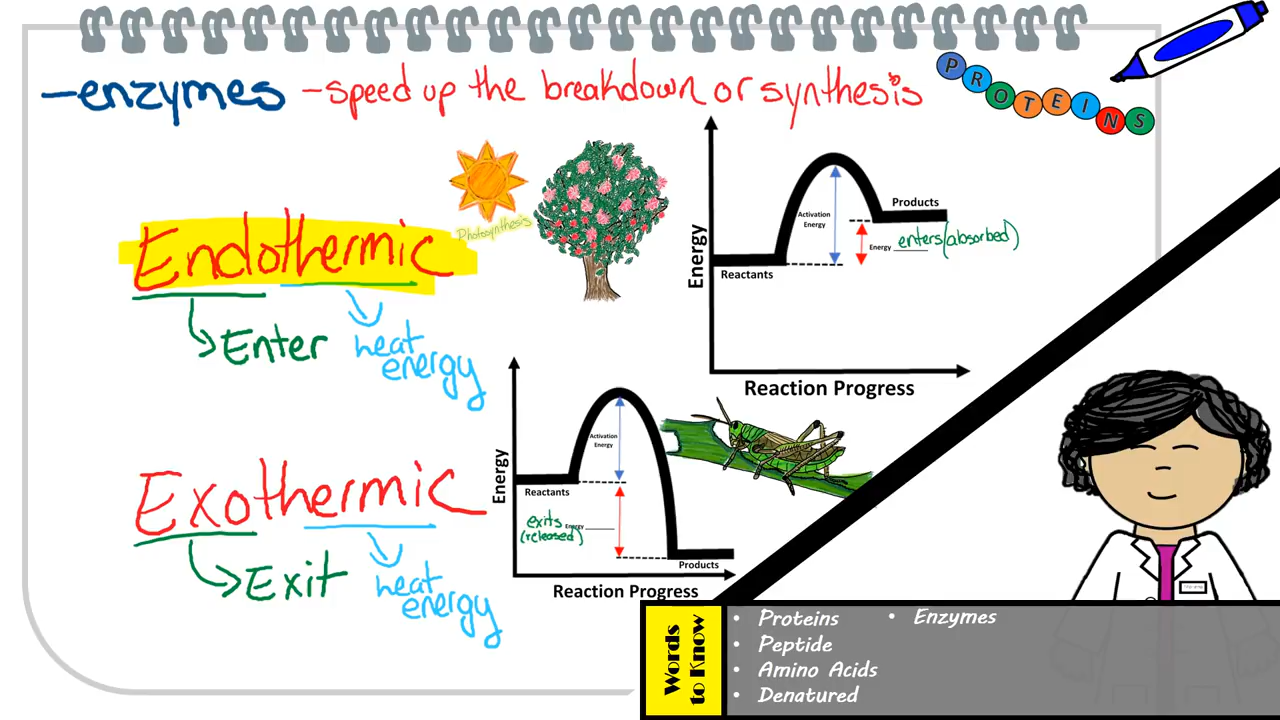 -enzymes -speed up the breakdown or synthesis
PROTEINS
Endothermic
Enter
heat
energy
Photosynthesis
Energy
Reactants
Activation
Energy
Products
Energy ______ enters(absorbed)
Reaction Progress
Exothermic
Exit
heat
energy
Energy
Reactants
Activation
Energy
exits
Energy ______
(released)
Products
Reaction Progress
Words
to Know
• Proteins
• Peptide
• Amino Acids
• Denatured
• Enzymes